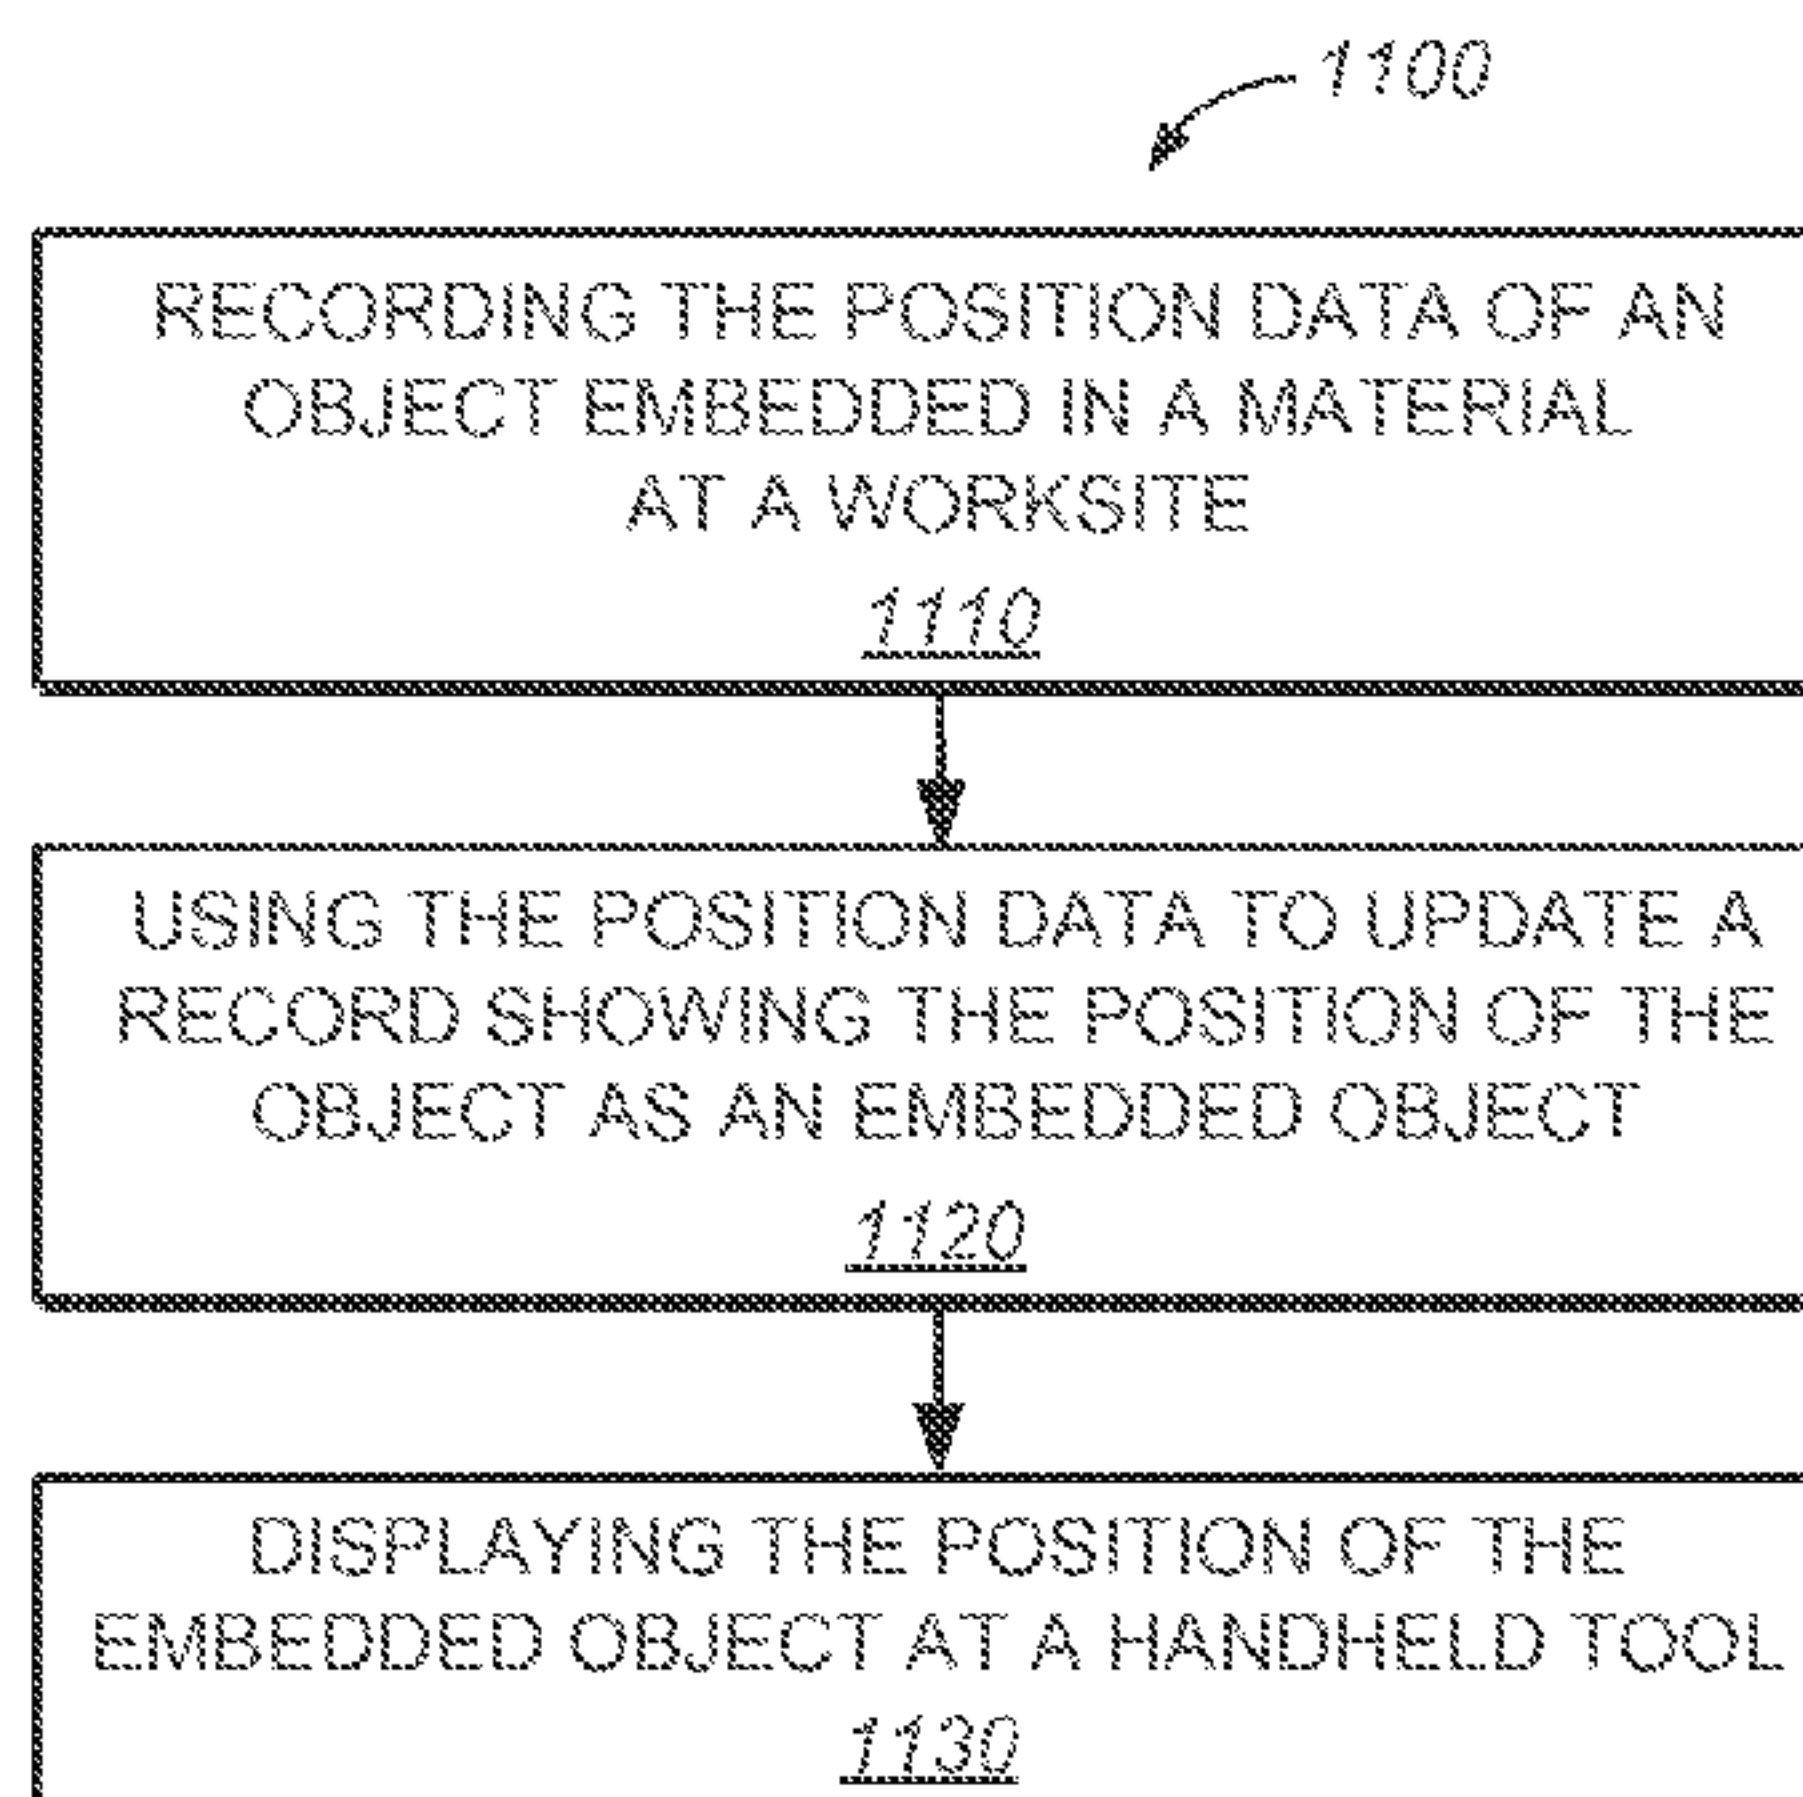 1100
RECORDING THE POSITION DATA OF AN
OBJECT EMBEDDED IN A MATERIAL
AT A WORKSITE
1110
USING THE POSITION DATA TO UPDATE A
RECORD SHOWING THE POSITION OF THE
OBJECT AS AN EMBEDDED OBJECT
1120
DISPLAYING THE POSITION OF THE
EMBEDDED OBJECT AT A HANDHELD TOOL
1130